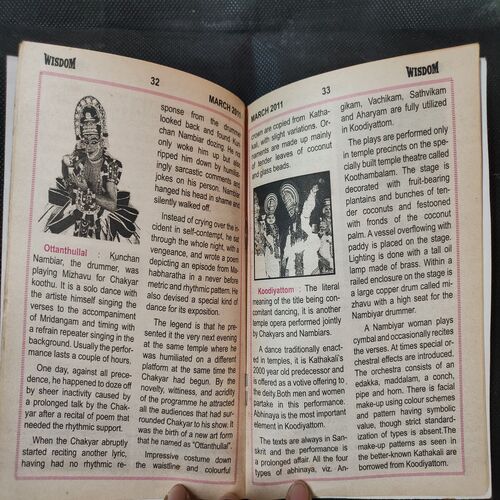 WISDOM
32
MARCH 2011
Ottanthullal : Kunchan
Nambiar, the drummer, was
playing Mizhavu for Chakyar
koothu. It is a solo dance with
the artiste himself singing the
verses to the accompaniment
of Mridangam and timing with
a refrain repeater singing in the
background. Usually the perfor-
mance lasts a couple of hours.
One day, against all prece-
dence, he happened to doze off
by sheer inactivity caused by
a prolonged talk by the Chak-
yar after a recital of poem that
needed the rhythmic support.
When the Chakyar abruptly
started reciting another lyric,
having had no rhythmic re-
sponse from the drummer
looked back and found Kun
chan Nambiar dozing. He not
only woke him up but also
ripped him down by humiliat-
ingly sarcastic comments and
jokes on his person. Nambiar
hanged his head in shame and
silently walked off.
Instead of crying over the in-
cident in self-contempt, he sat
through the whole night, with a
vengeance, and wrote a poem
depicting an episode from Ma-
habharatha in a never before
metric and rhythmic pattern. He
also devised a special kind of
dance for its exposition.
The legend is that he pre-
sented it the very next evening
at the same temple where he
was humiliated on a different
platform at the same time the
Chakyar had begun. By the
novelty, wittiness, and acridity
of the programme he attracted
all the audiences that had sur-
rounded Chakyar to his show. It
was the birth of a new art form
that he named as "Ottanthullal".
Impressive costume down
the waistline and colourful
33
WISDOM
MARCH 2011
crown are copied from Katha-
kali, with slight variations. Or-
naments are made up mainly
of tender leaves of coconut
and glass beads.
Koodiyattom : The literal
meaning of the title being con-
comitant dancing, it is another
temple opera performed jointly
by Chakyars and Nambiars.
A dance traditionally enact-
ed in temples, it is Kathakali's
2000 year old predecessor and
is offered as a votive offering to
the deity. Both men and women
partake in this performance.
Abhinaya is the most important
element in Koodiyattom.
The texts are always in San-
skrit and the performance is
a prolonged affair. All the four
types of abhinaya, viz. An-
gikam, Vachikam, Sathvikam
and Aharyam are fully utilized
in Koodiyattom.
The plays are performed only
in temple precincts on the spe-
cially built temple theatre called
Koothambalam. The stage is
decorated with fruit-bearing
plantains and bunches of ten-
der coconuts and festooned
with fronds of the coconut
palm. A vessel overflowing with
paddy is placed on the stage.
Lighting is done with a tall oil
lamp made of brass. Within a
railed enclosure on the stage is
a large copper drum called mi-
zhavu with a high seat for the
Nambiyar drummer.
A Nambiyar woman plays
cymbal and occasionally recites
the verses. At times special or-
chestral effects are introduced.
The orchestra consists of an
edakka, maddalam, a conch,
pipe and horn. There is facial
make-up using colour schemes
and pattern having symbolic
value, though strict standard-
ization of types is absent. The
make-up patterns as seen in
the better-known Kathakali are
borrowed from Koodiyattom.